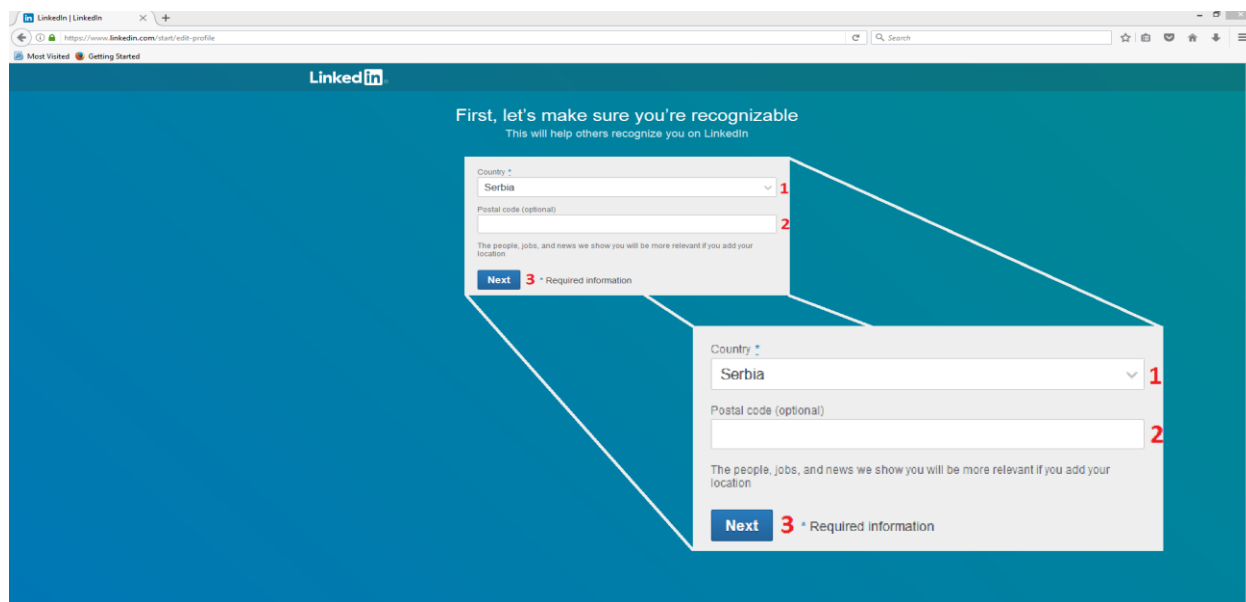 LinkedIn | LinkedIn
https://www.linkedin.com/start/edit-profile
Search
Most Visited
Getting Started
Linked in
First, let's make sure you're recognizable
This will help others recognize you on LinkedIn
Country *
Serbia
1
Postal code (optional)
2
The people, jobs, and news we show you will be more relevant if you add your
location
Next
3
* Required information
Country *
Serbia
1
Postal code (optional)
2
The people, jobs, and news we show you will be more relevant if you add your
location
Next
3
* Required information